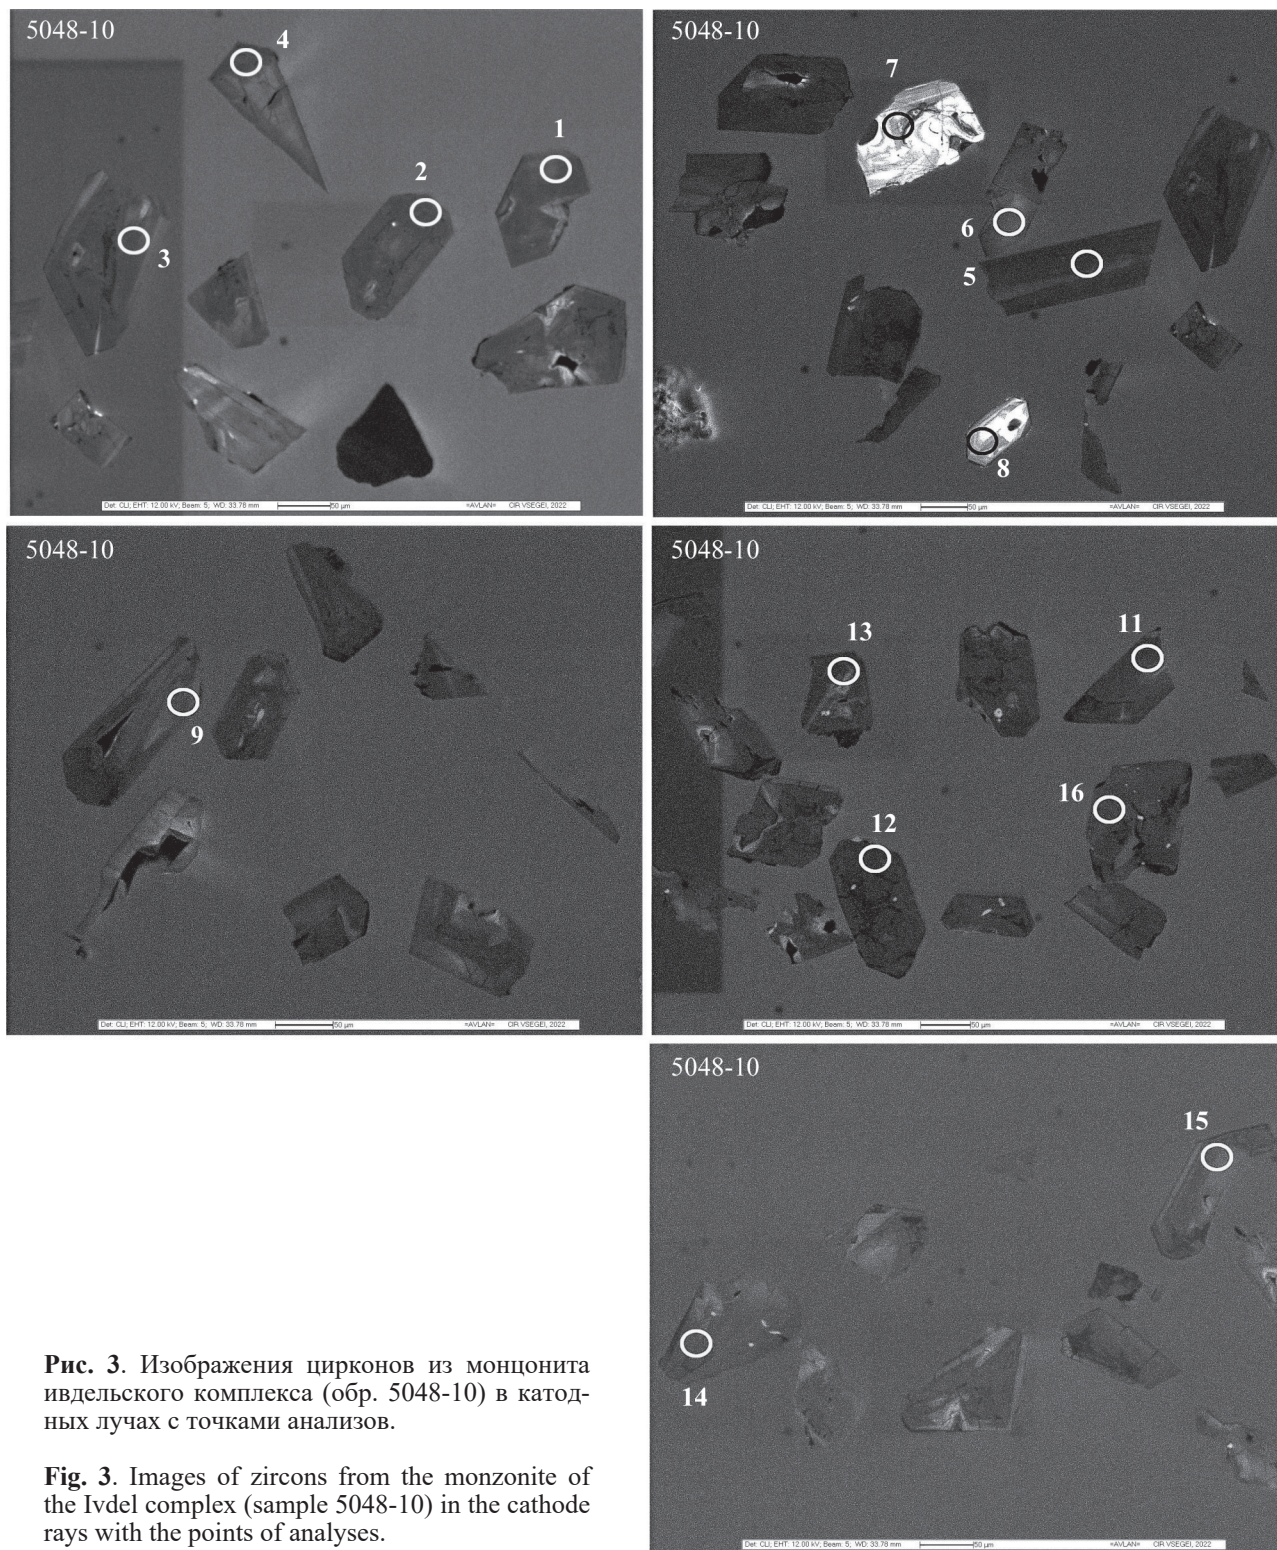 5048-10
4
1
2
3
Det: CLI; EHT: 12.00 kV; Beam: 5; WD: 33.78 mm 50 µm =AVLAN= CIR VSEGEI, 2022
5048-10
7
6
5
8
Det: CLI; EHT: 12.00 kV; Beam: 5; WD: 33.78 mm 50 µm =AVLAN= CIR VSEGEI, 2022
5048-10
9
Det: CLI; EHT: 12.00 kV; Beam: 5; WD: 33.78 mm 50 µm =AVLAN= CIR VSEGEI, 2022
5048-10
13
11
16
12
Det: CLI; EHT: 12.00 kV; Beam: 5; WD: 33.78 mm 50 µm =AVLAN= CIR VSEGEI, 2022
5048-10
15
14
Det: CLI; EHT: 12.00 kV; Beam: 5; WD: 33.78 mm 50 µm =AVLAN= CIR VSEGEI, 2022
Рис. 3. Изображения цирконов из монцонита
ивдельского комплекса (обр. 5048-10) в катод-
ных лучах с точками анализов.
Fig. 3. Images of zircons from the monzonite of
the Ivdel complex (sample 5048-10) in the cathode
rays with the points of analyses.